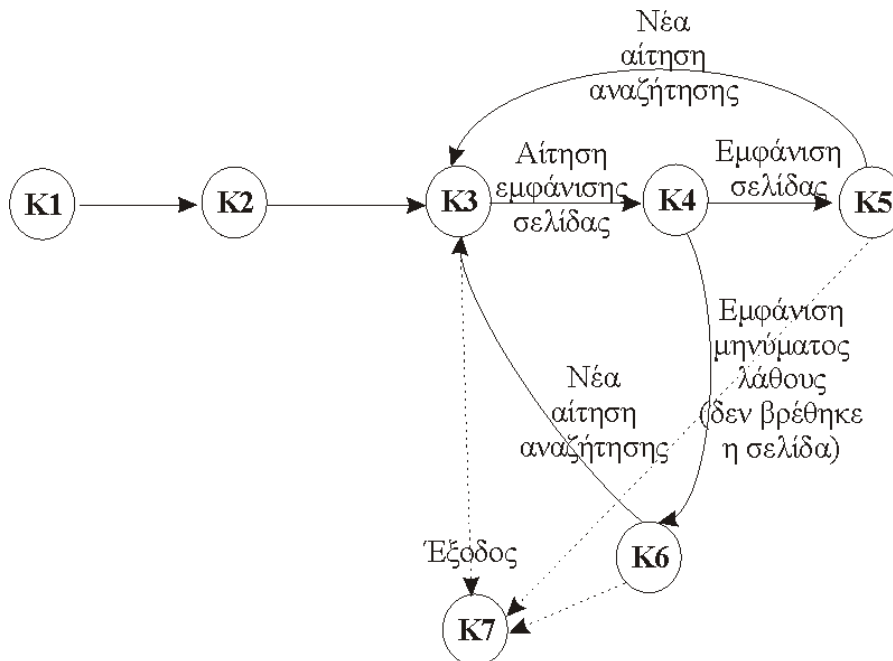 Νέα
αίτηση
αναζήτησης
K1
K2
K3
Αίτηση
εμφάνισης
σελίδας
K4
Εμφάνιση
σελίδας
K5
Εμφάνιση
μηνύματος
λάθους
(δεν βρέθηκε
η σελίδα)
Νέα
αίτηση
αναζήτησης
Έξοδος
K6
K7